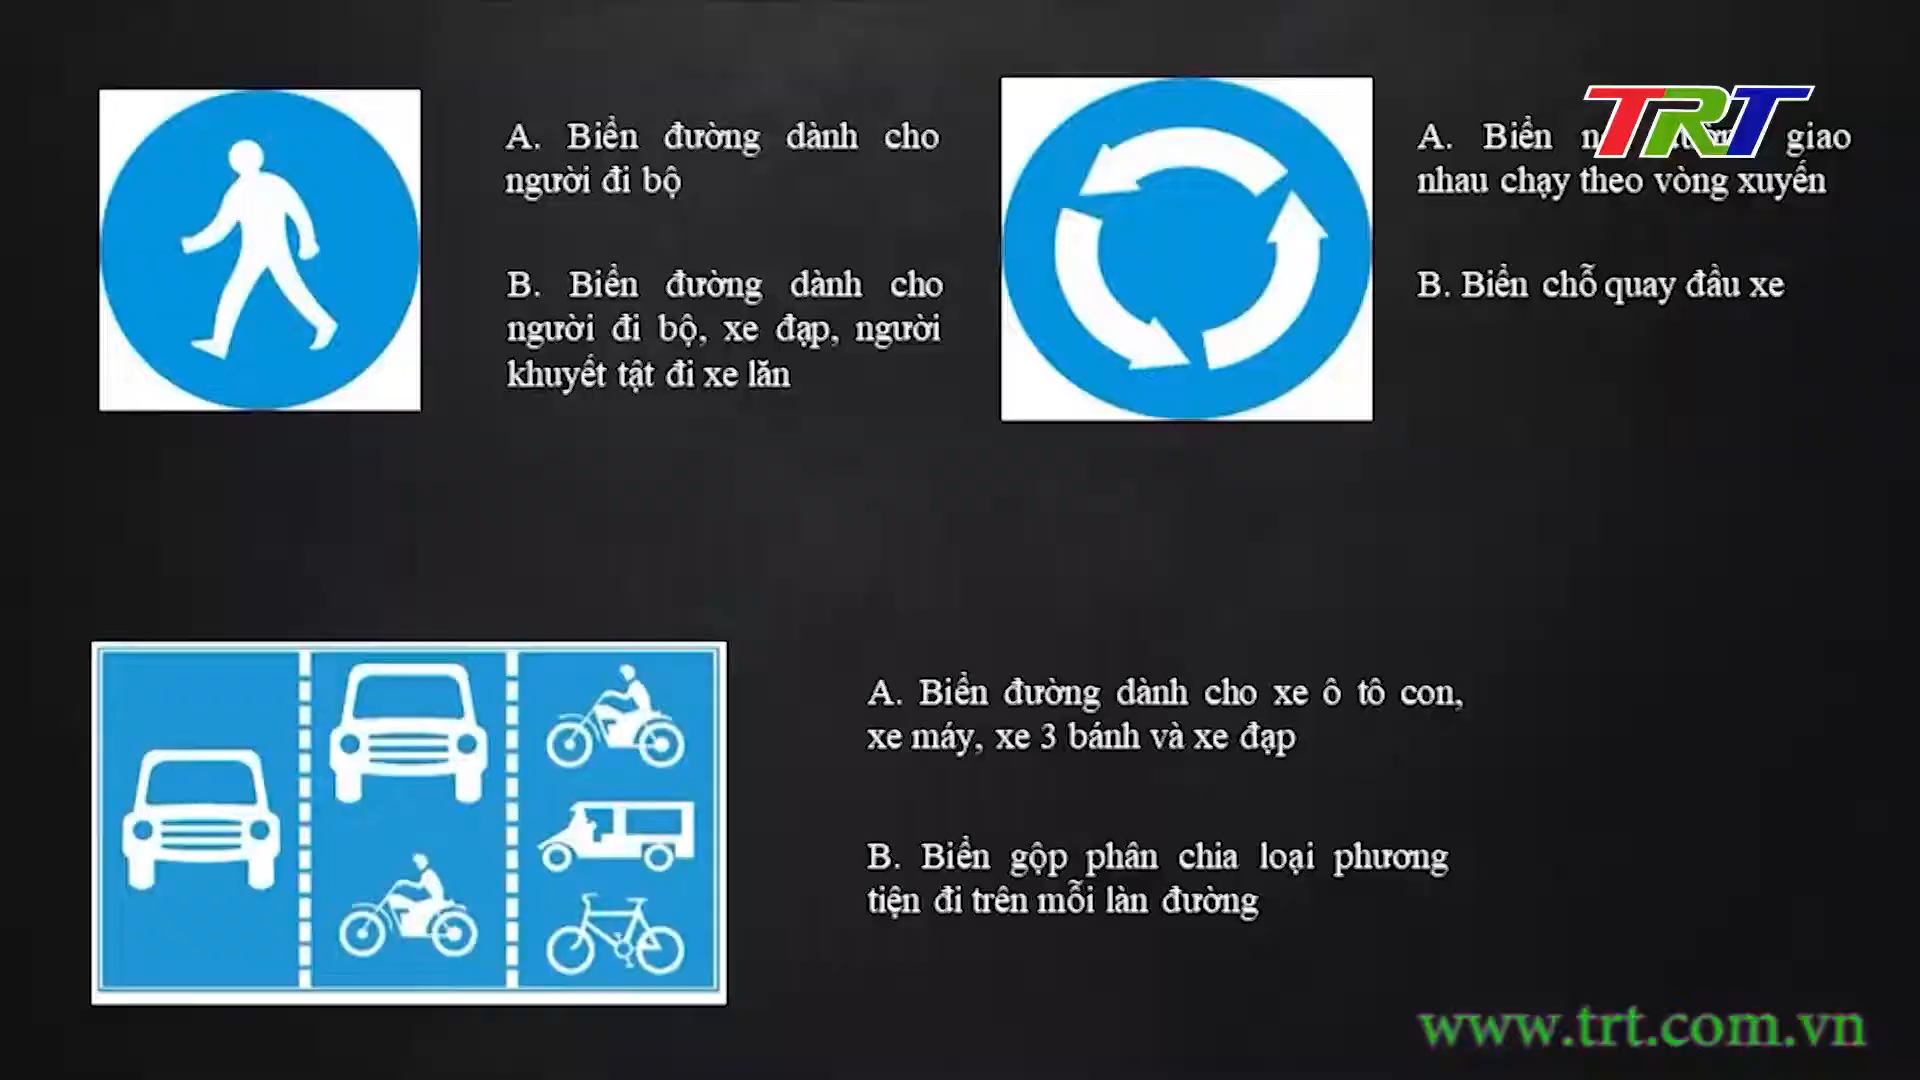 A. Biển đường dành cho
người đi bộ
B. Biển đường dành cho
người đi bộ, xe đạp, người
khuyết tật đi xe lăn
TRT
A. Biển giao
nhau chạy theo vòng xuyến
B. Biển chỗ quay đầu xe
A. Biển đường dành cho xe ô tô con,
xe máy, xe 3 bánh và xe đạp
B. Biển gộp phân chia loại phương
tiện đi trên mỗi làn đường
www.trt.com.vn